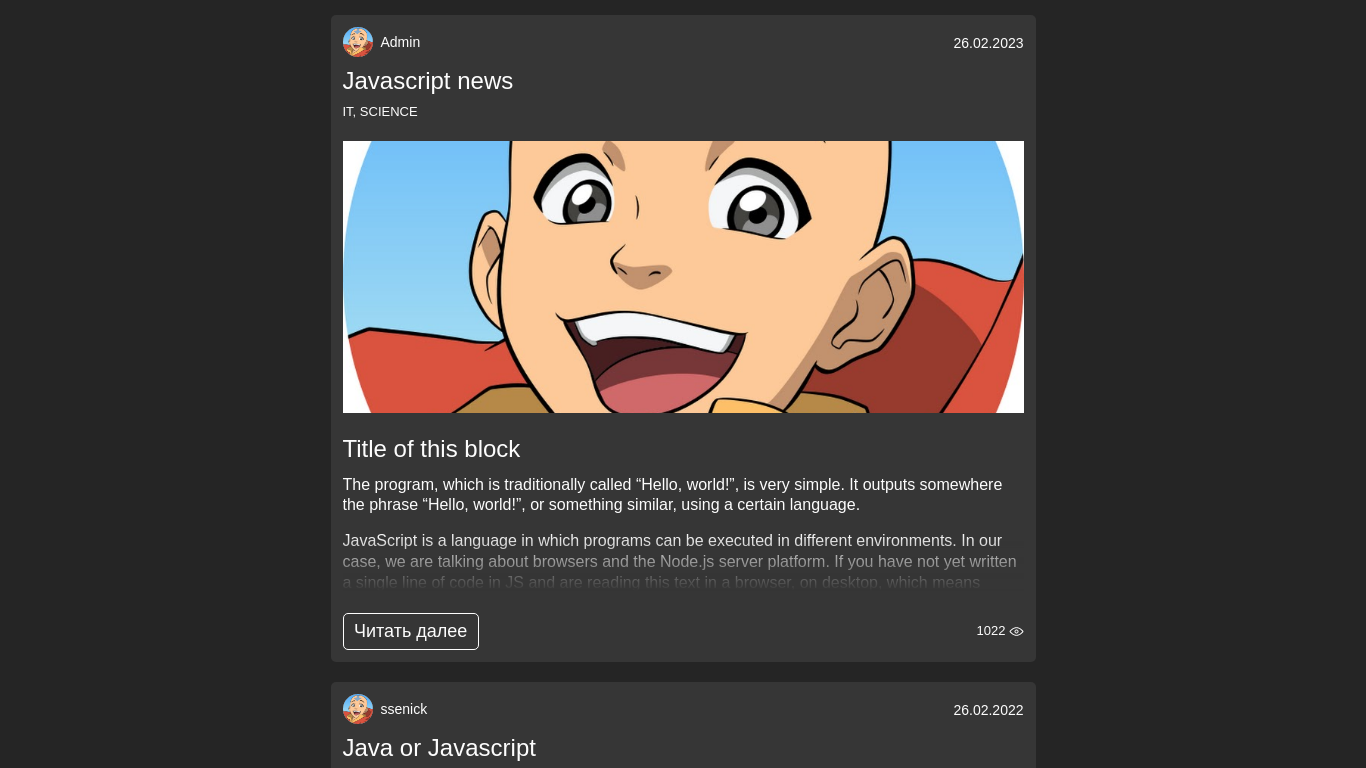 Admin
26.02.2023
Javascript news
IT, SCIENCE
Title of this block
The program, which is traditionally called “Hello, world!”, is very simple. It outputs somewhere
the phrase “Hello, world!”, or something similar, using a certain language.
JavaScript is a language in which programs can be executed in different environments. In our
case, we are talking about browsers and the Node.js server platform. If you have not yet written
a single line of code in JS and are reading this text in a browser, on desktop, which means
Читать далее
1022
ssenick
26.02.2022
Java or Javascript